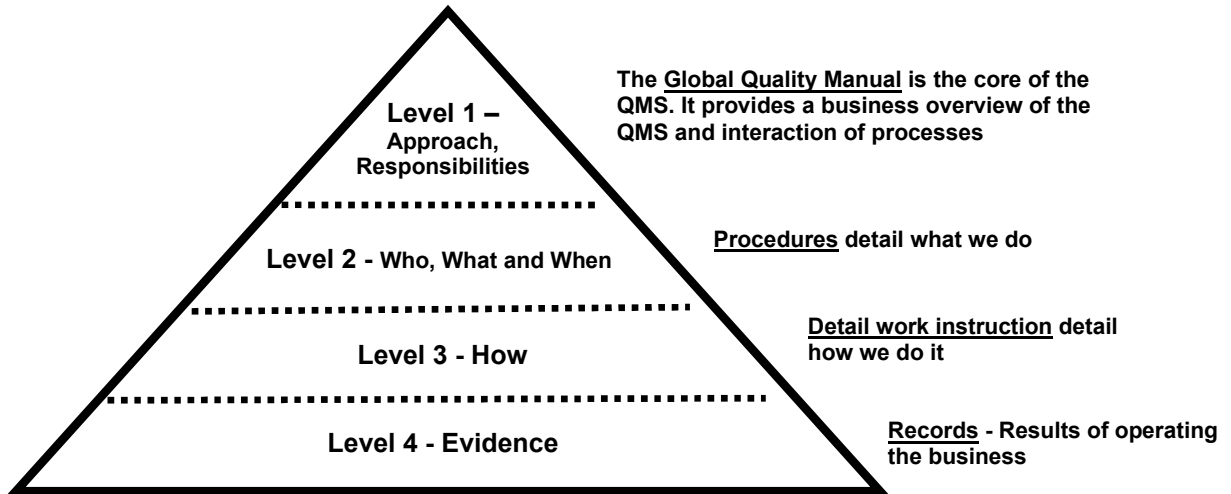 Level 1 –
Approach,
Responsibilities
The Global Quality Manual is the core of the
QMS. It provides a business overview of the
QMS and interaction of processes
Level 2 - Who, What and When
Procedures detail what we do
Level 3 - How
Detail work instruction detail
how we do it
Level 4 - Evidence
Records - Results of operating
the business